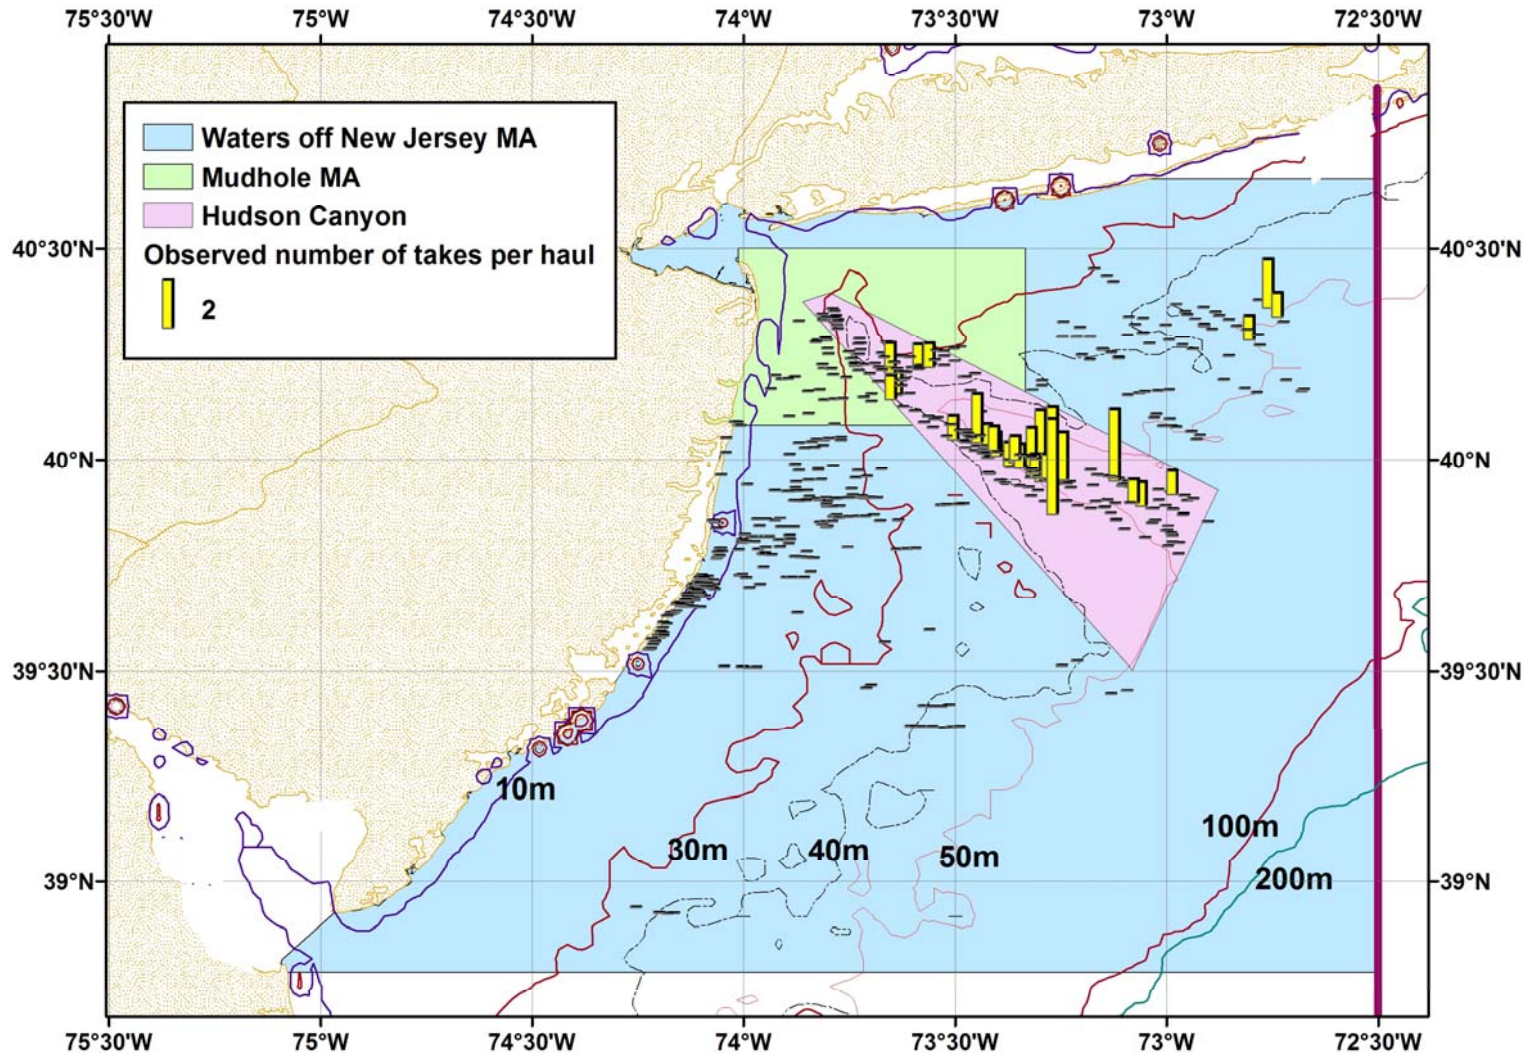 75°30'W 75°W 74°30'W 74°W 73°30'W 73°W 72°30'W
Waters off New Jersey MA
Mudhole MA
Hudson Canyon
Observed number of takes per haul
2
40°30'N 40°30'N
40°N 40°N
39°30'N 39°30'N
10m
100m
30m 40m 50m
200m
39°N 39°N
75°30'W 75°W 74°30'W 74°W 73°30'W 73°W 72°30'W